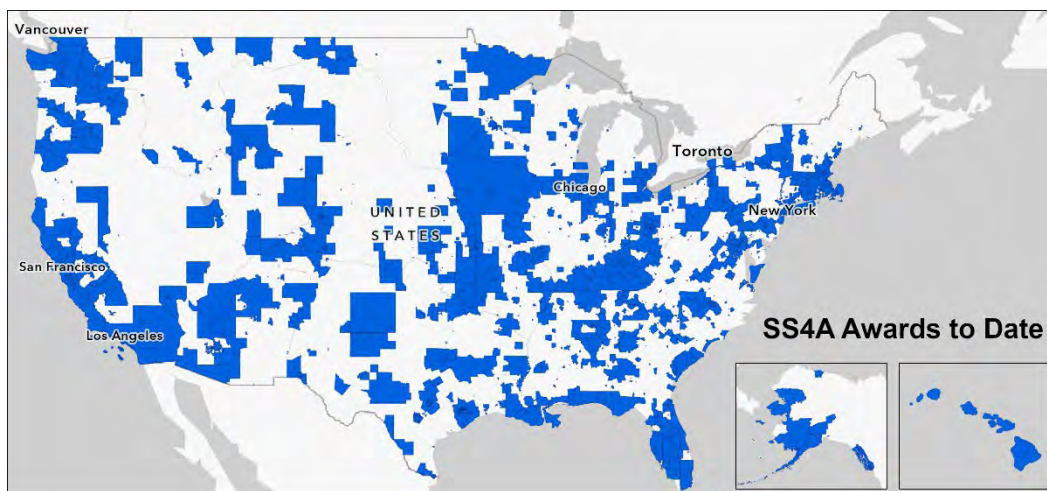 Vancouver
Toronto
Chicago
New York
UNITED
STATES
San Francisco
Los Angeles
SS4A Awards to Date